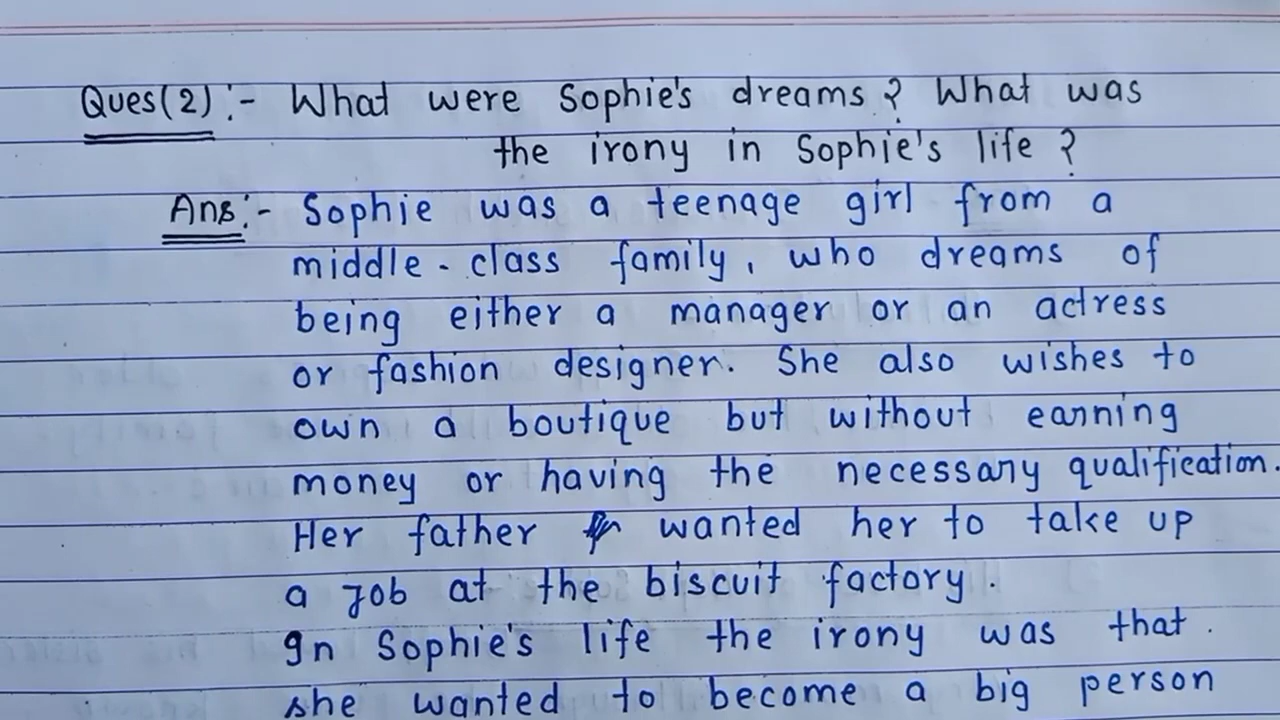 Ques(2):- What were Sophie's dreams? What was
the irony in Sophie's life?
Ans:- Sophie was a teenage girl from a
middle-class family, who dreams of
being either a manager or an actress
or fashion designer. She also wishes to
own a boutique but without earning
money or having the necessary qualification.
Her father wanted her to take up
a job at the biscuit factory.
In Sophie's life the irony was that
she wanted to become a big person